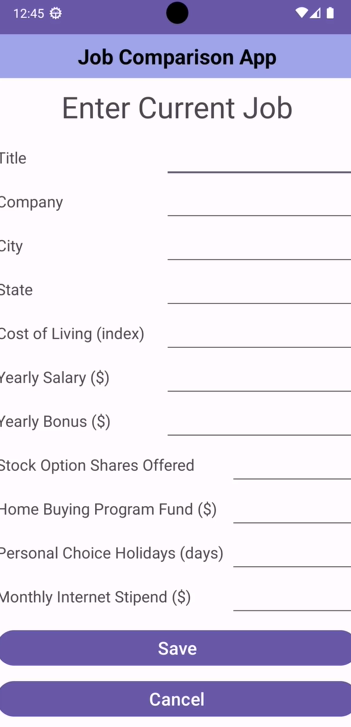 12:45
Job Comparison App
Enter Current Job
Title
Company
City
State
Cost of Living (index)
Yearly Salary ($)
Yearly Bonus ($)
Stock Option Shares Offered
Home Buying Program Fund ($)
Personal Choice Holidays (days)
Monthly Internet Stipend ($)
Save
Cancel